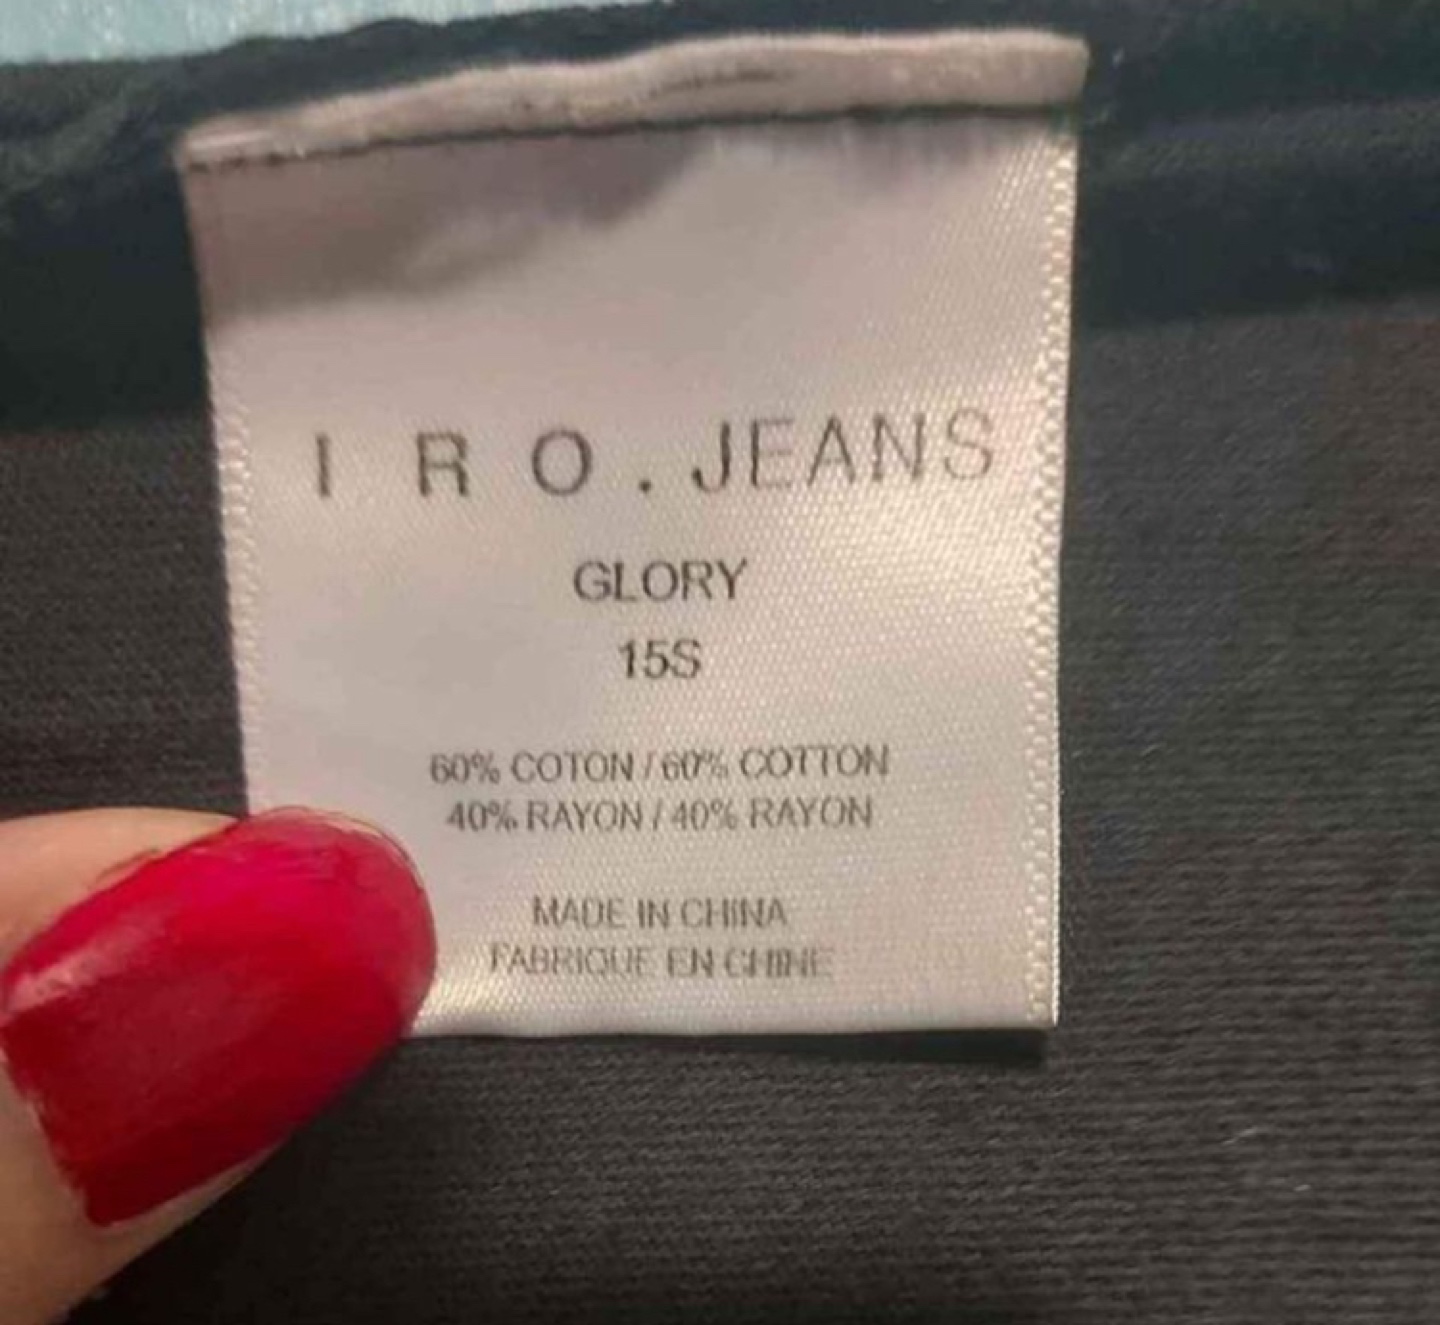 I R O . JEANS
GLORY
15S
60% COTON / 60% COTTON
40% RAYON / 40% RAYON
MADE IN CHINA
FABRIQUE EN CHINE